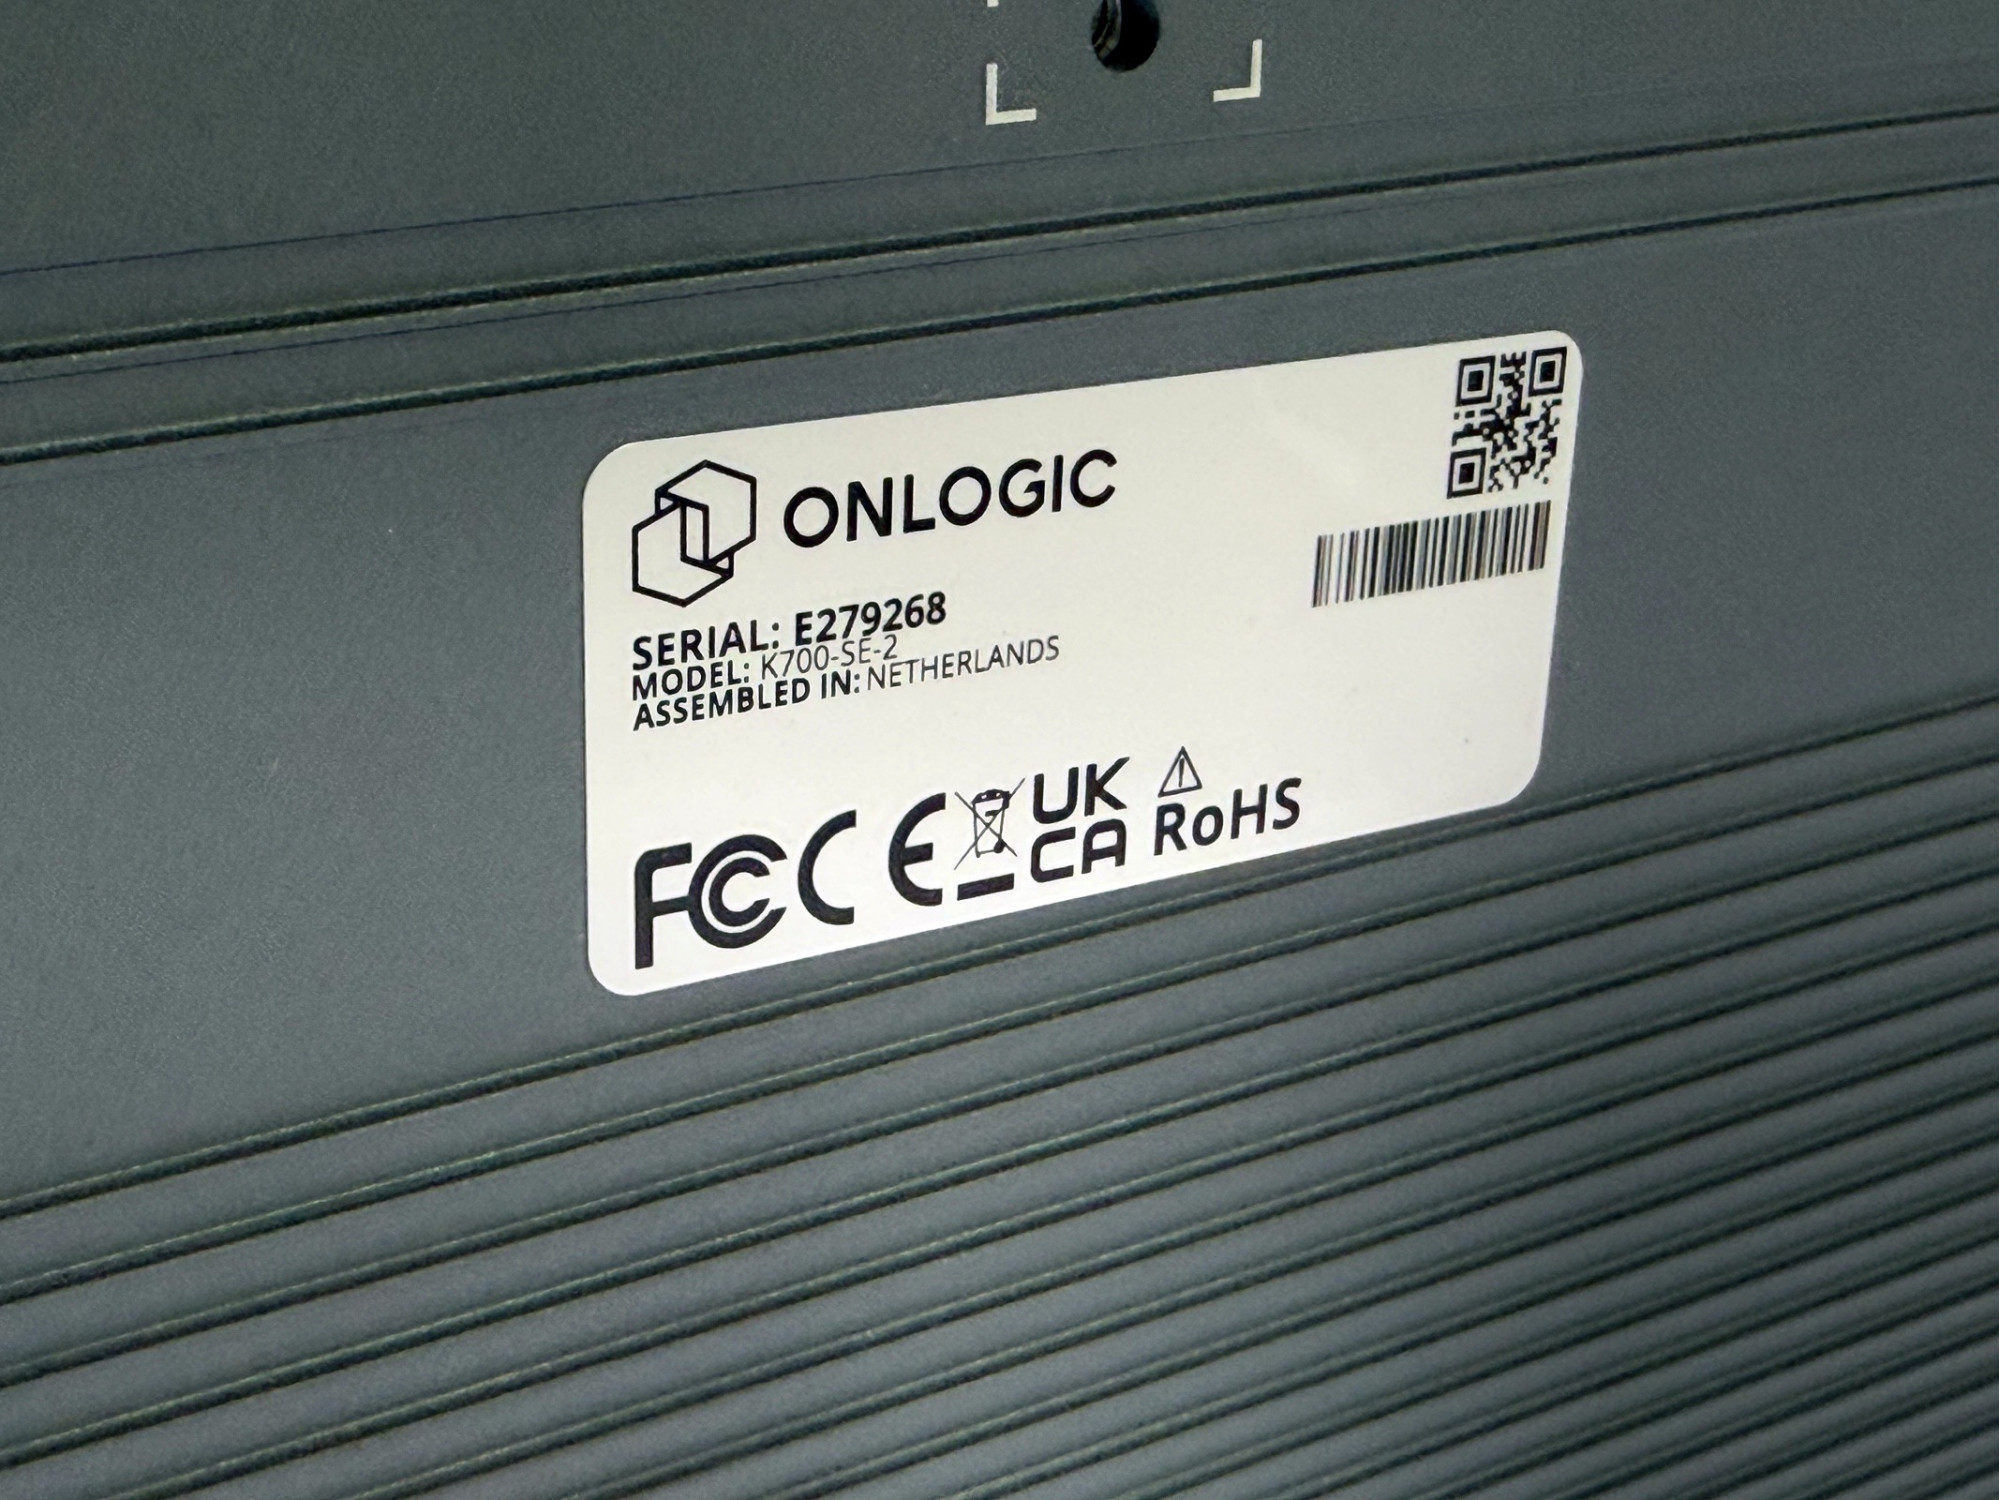 ONLOGIC
SERIAL: E279268
MODEL: K700-SE-2
ASSEMBLED IN: NETHERLANDS
FCC CE UK
CA RoHS